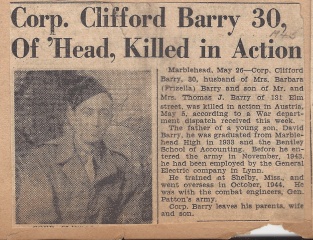 Corp. Clifford Barry 30,
Of 'Head, Killed in Action
Marblehead, May 26—Corp. Clifford
Barry, 30, husband of Mrs. Barbara
(Frizella) Barry and son of Mr. and
Mrs. Thomas J. Barry of 131 Elm
street, was killed in action in Austria,
May 5, according to a War depart-
ment dispatch received this week.
The father of a young son, David
Barry, he was graduated from Marble-
head High in 1933 and the Bentley
School of Accounting. Before he en-
tered the army in November, 1943,
he had been employed by the General
Electric company in Lynn.
He trained at Shelby, Miss., and
went overseas in October, 1944. He
was with the combat engineers, Gen.
Patton's army.
Corp. Barry leaves his parents, wife
and son.